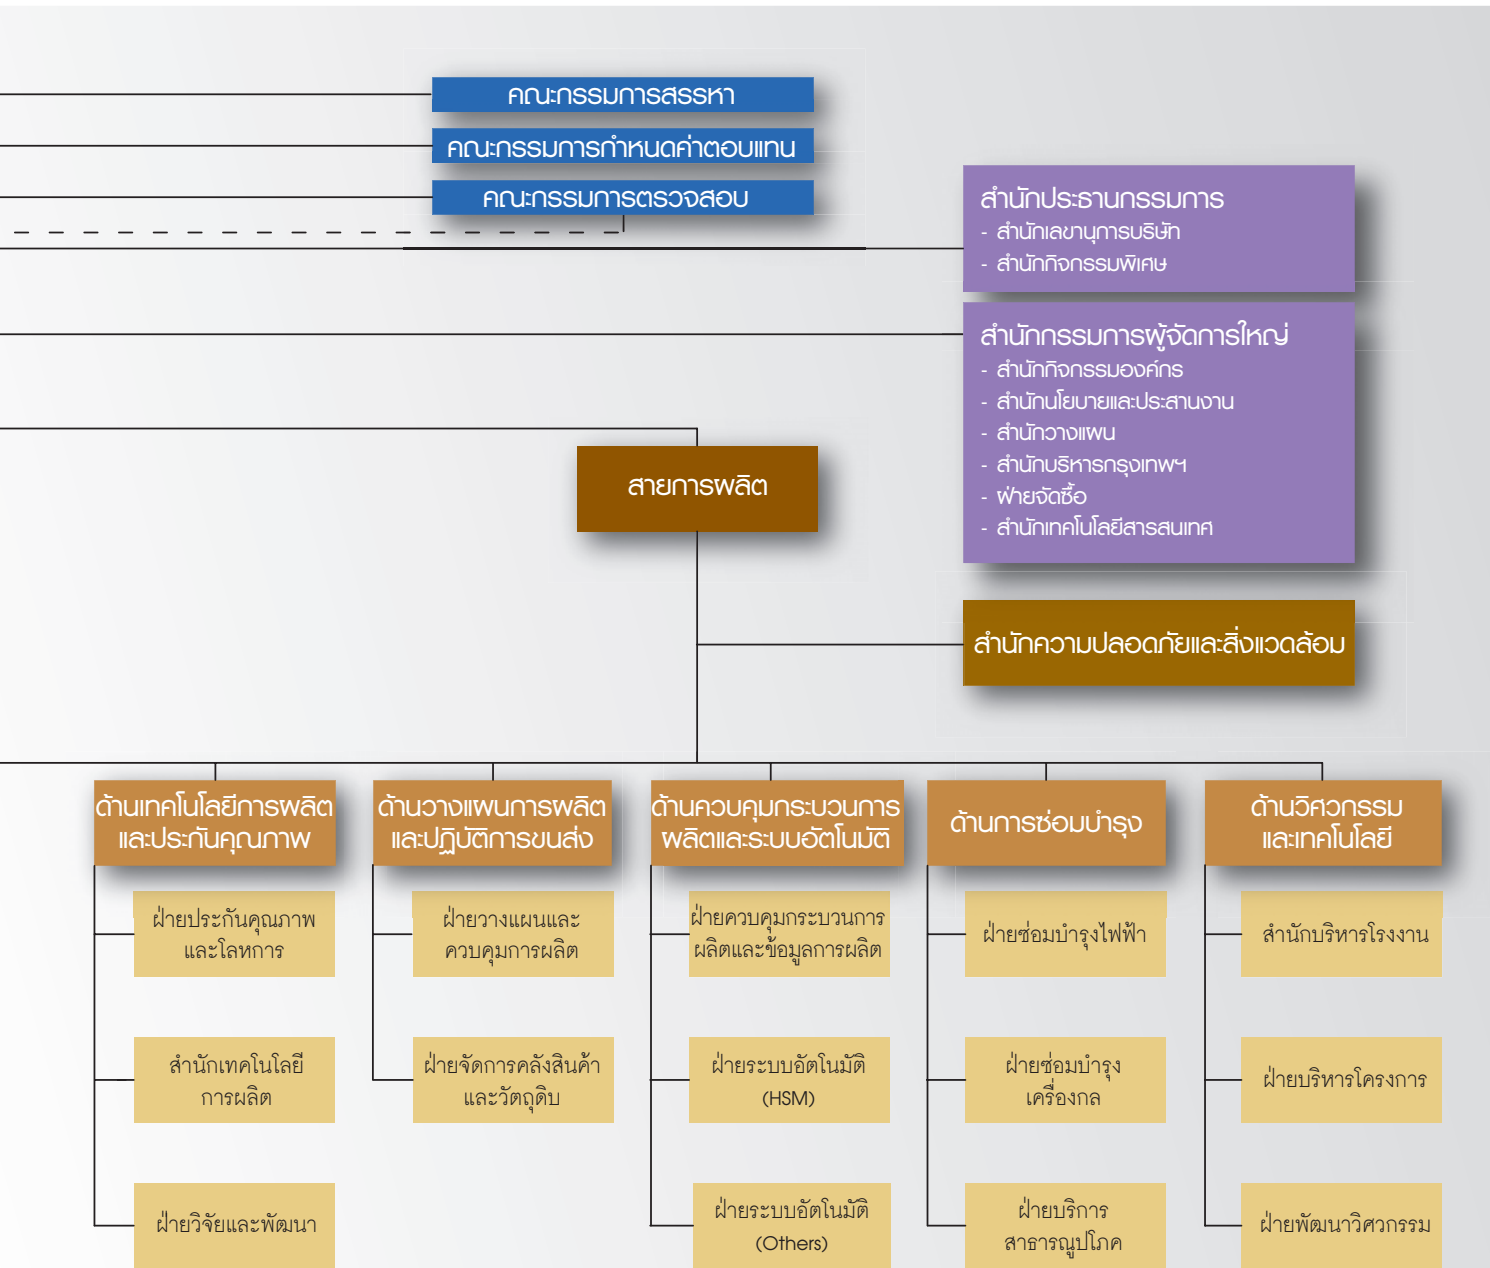 คณะกรรมการสรรหา
คณะกรรมการกำหนดค่าตอบแทน
คณะกรรมการตรวจสอบ
สำนักประธานกรรมการ
- สำนักเลขานุการบริษัท
- สำนักกิจกรรมพิเศษ
สำนักกรรมการผู้จัดการใหญ่
- สำนักกิจกรรมองค์กร
- สำนักนโยบายและประสานงาน
- สำนักวางแผน
- สำนักบริหารกรุงเทพฯ
- ฝ่ายจัดซื้อ
- สำนักเทคโนโลยีสารสนเทศ
สายการผลิต
สำนักความปลอดภัยและสิ่งแวดล้อม
ด้านเทคโนโลยีการผลิต
และประกันคุณภาพ
ฝ่ายประกันคุณภาพ
และโลหการ
สำนักเทคโนโลยี
การผลิต
ฝ่ายวิจัยและพัฒนา
ด้านวางแผนการผลิต
และปฏิบัติการขนส่ง
ฝ่ายวางแผนและ
ควบคุมการผลิต
ฝ่ายจัดการคลังสินค้า
และวัตถุดิบ
ด้านควบคุมกระบวนการ
ผลิตและระบบอัตโนมัติ
ฝ่ายควบคุมกระบวนการ
ผลิตและข้อมูลการผลิต
ฝ่ายระบบอัตโนมัติ
(HSM)
ฝ่ายระบบอัตโนมัติ
(Others)
ด้านการซ่อมบำรุง
ฝ่ายซ่อมบำรุงไฟฟ้า
ฝ่ายซ่อมบำรุง
เครื่องกล
ฝ่ายบริการ
สาธารณูปโภค
ด้านวิศวกรรม
และเทคโนโลยี
สำนักบริหารโรงงาน
ฝ่ายบริหารโครงการ
ฝ่ายพัฒนาวิศวกรรม